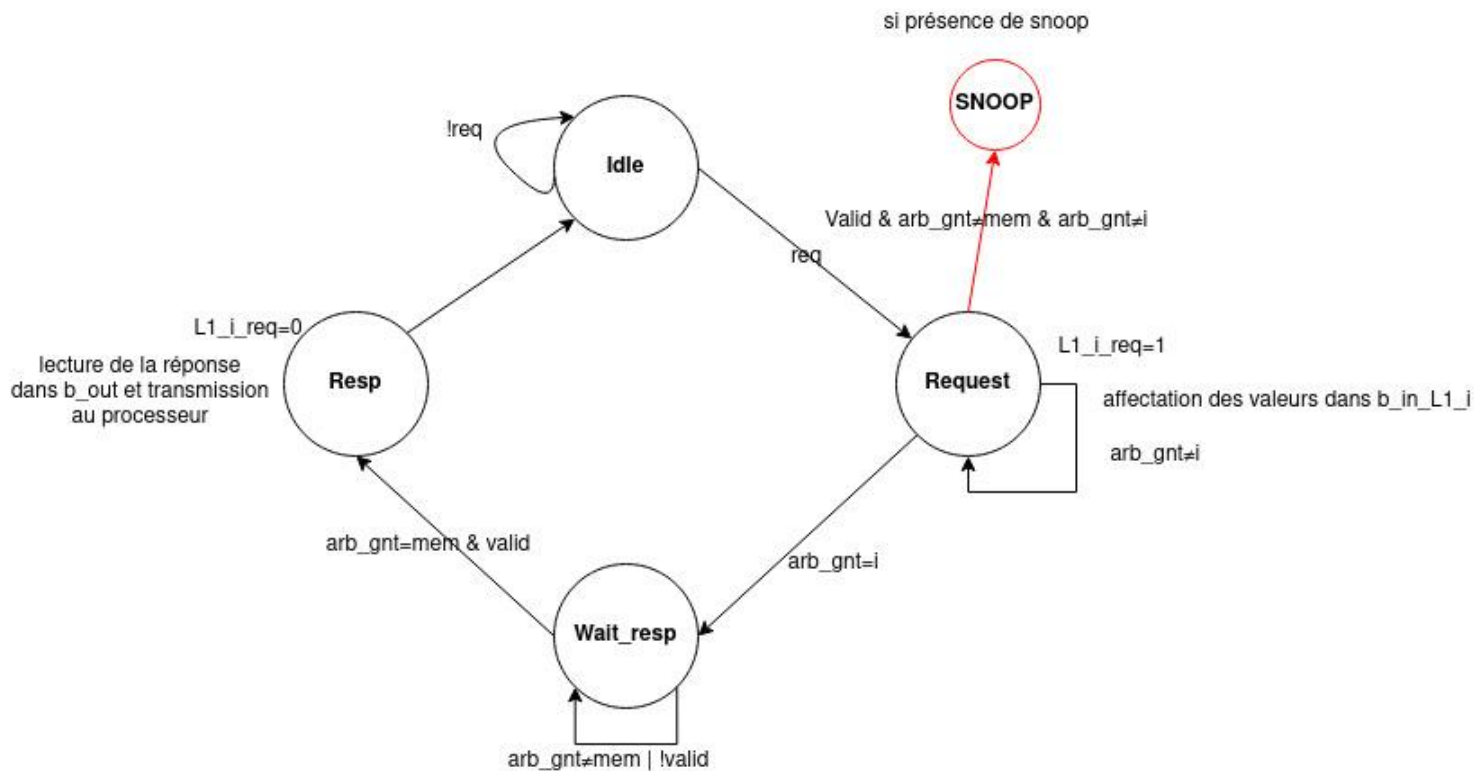 si présence de snoop
SNOOP
!req
Idle
Valid & arb_gnt≠mem & arb_gnt≠i
req
L1_i_req=0
lecture de la réponse
dans b_out et transmission
au processeur
Resp
Request
L1_i_req=1
affectation des valeurs dans b_in_L1_i
arb_gnt≠i
arb_gnt=mem & valid
arb_gnt=i
Wait_resp
arb_gnt≠mem | !valid